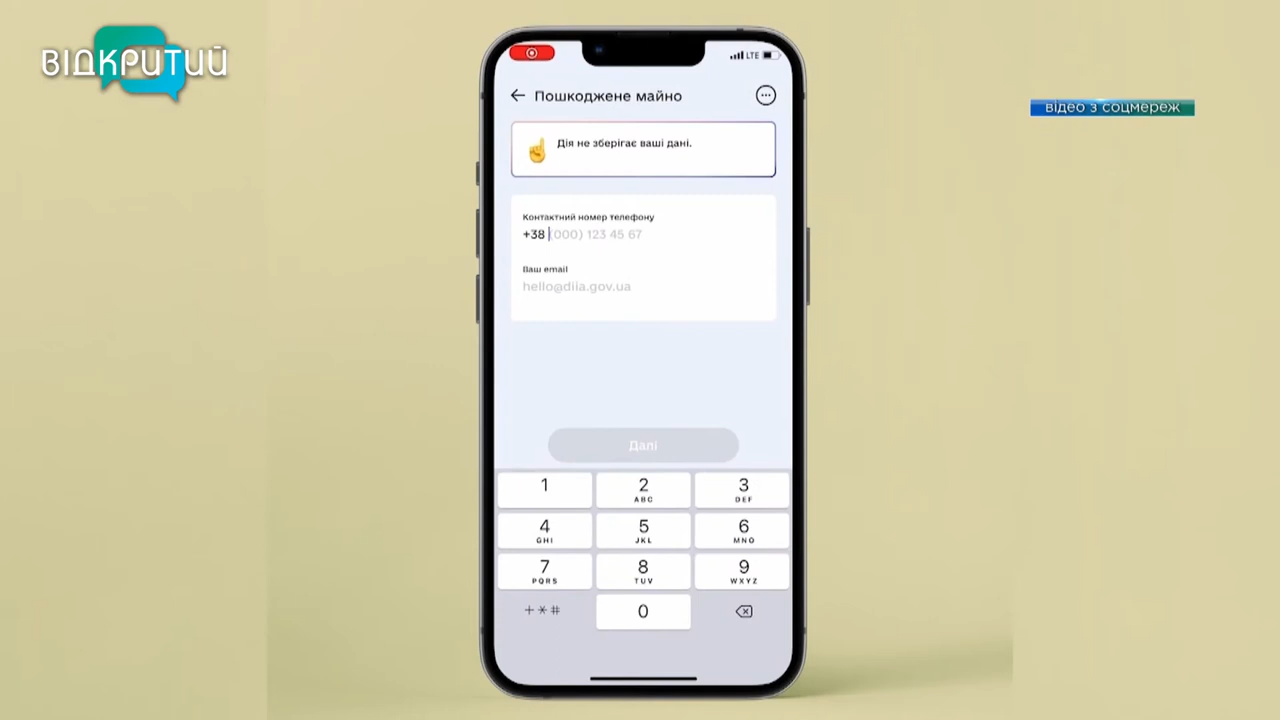 ВІДКРИТИЙ
відео з соцмереж
LTE
Пошкоджене майно
Дія не зберігає ваші дані.
Контактний номер телефону
+38 (000) 123 45 67
Ваш email
hello@diia.gov.ua
Далі
1 2 3
ABC DEF
4 5 6
GHI JKL MNO
7 8 9
PQRS TUV WXYZ
+*# 0